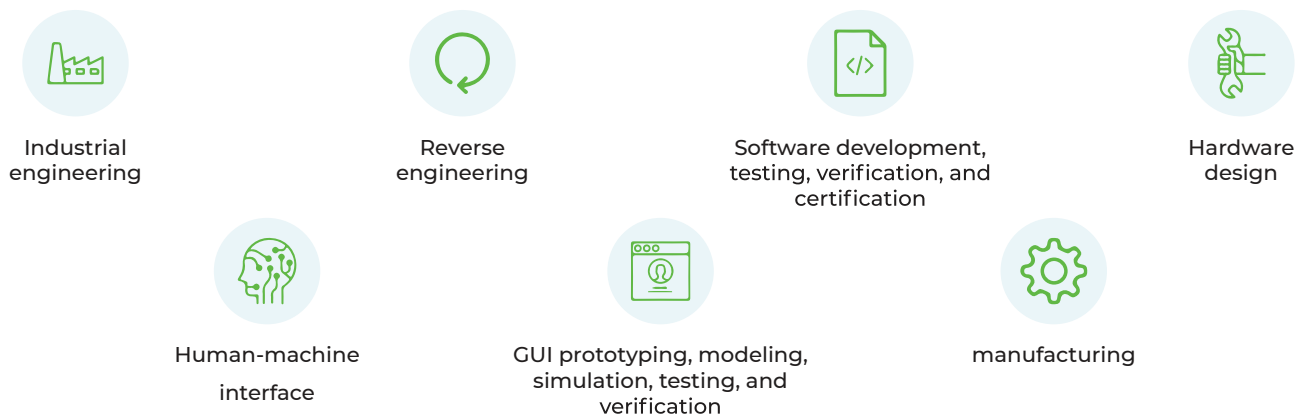 Industrial
engineering
Reverse
engineering
Software development,
testing, verification, and
certification
Hardware
design
Human-machine
interface
GUI prototyping, modeling,
simulation, testing, and
verification
manufacturing